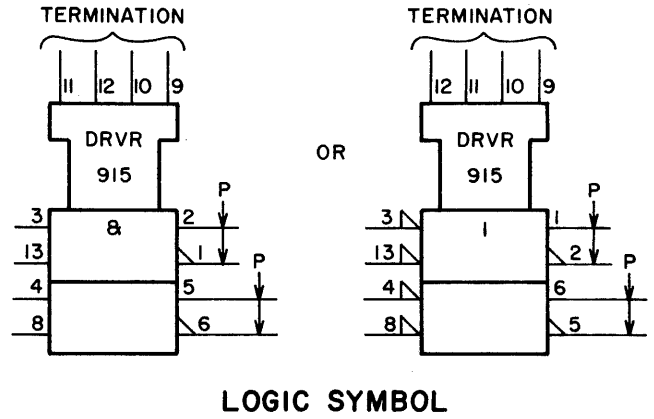 TERMINATION TERMINATION
11 12 10 9 12 11 10 9
DRVR DRVR
OR
915 915
P P
3 & 2 3 1 1
13 1 13 2
P P
4 5 4 6
8 6 8 5
LOGIC SYMBOL